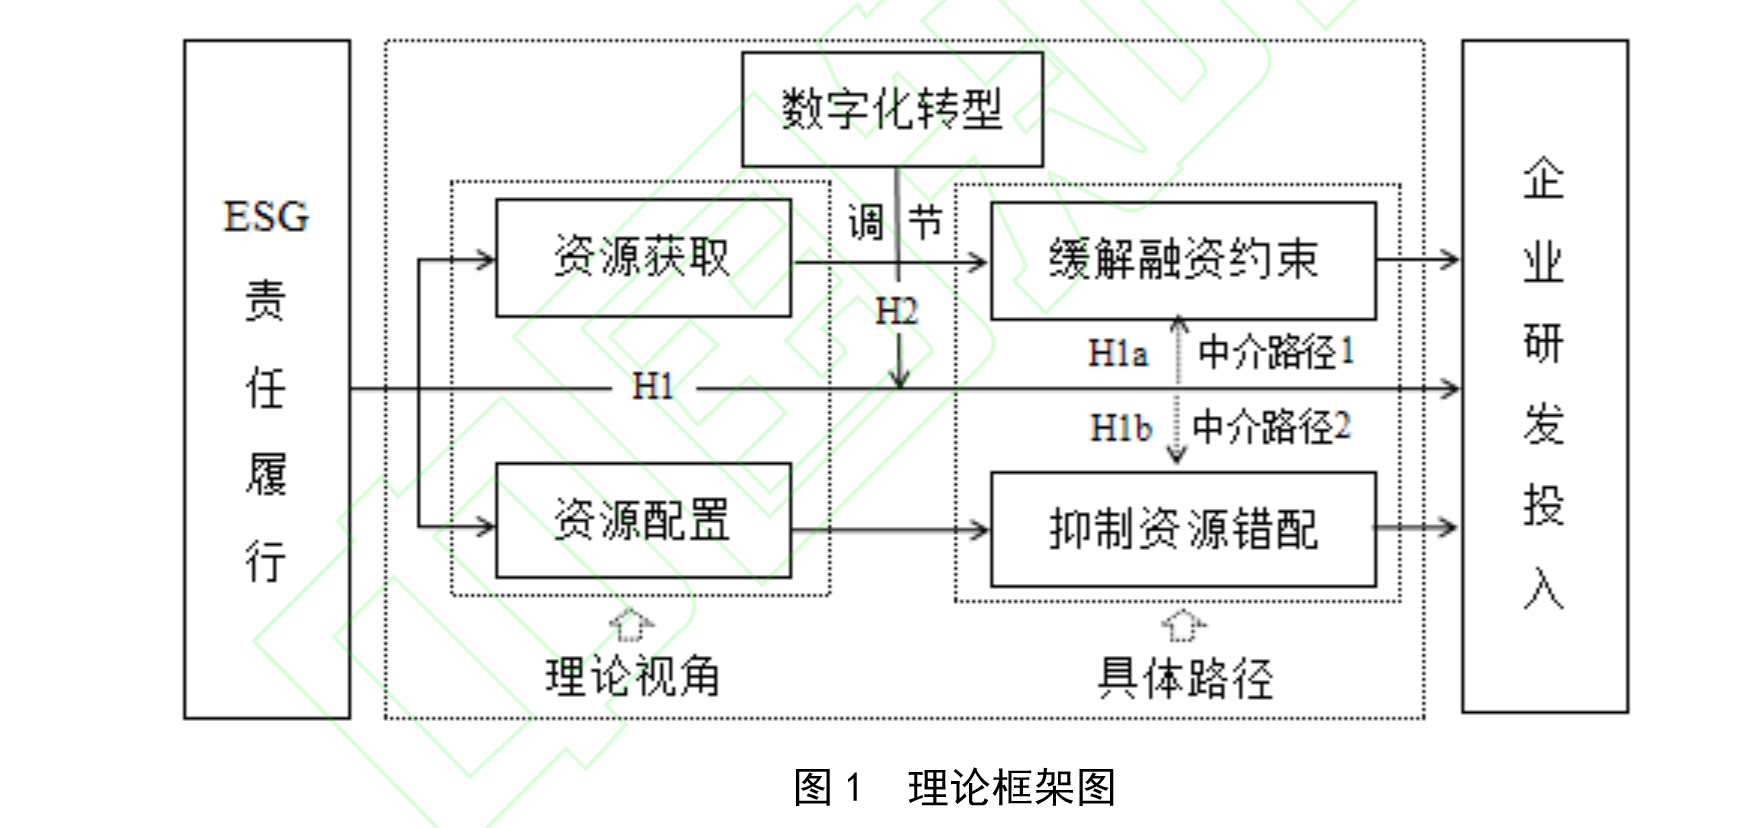 ESG责任履行
数字化转型
资源获取
调 节
缓解融资约束
H2
H1a
中介路径1
H1
H1b
中介路径2
资源配置
抑制资源错配
理论视角
具体路径
企业研发投入
图 1 理论框架图